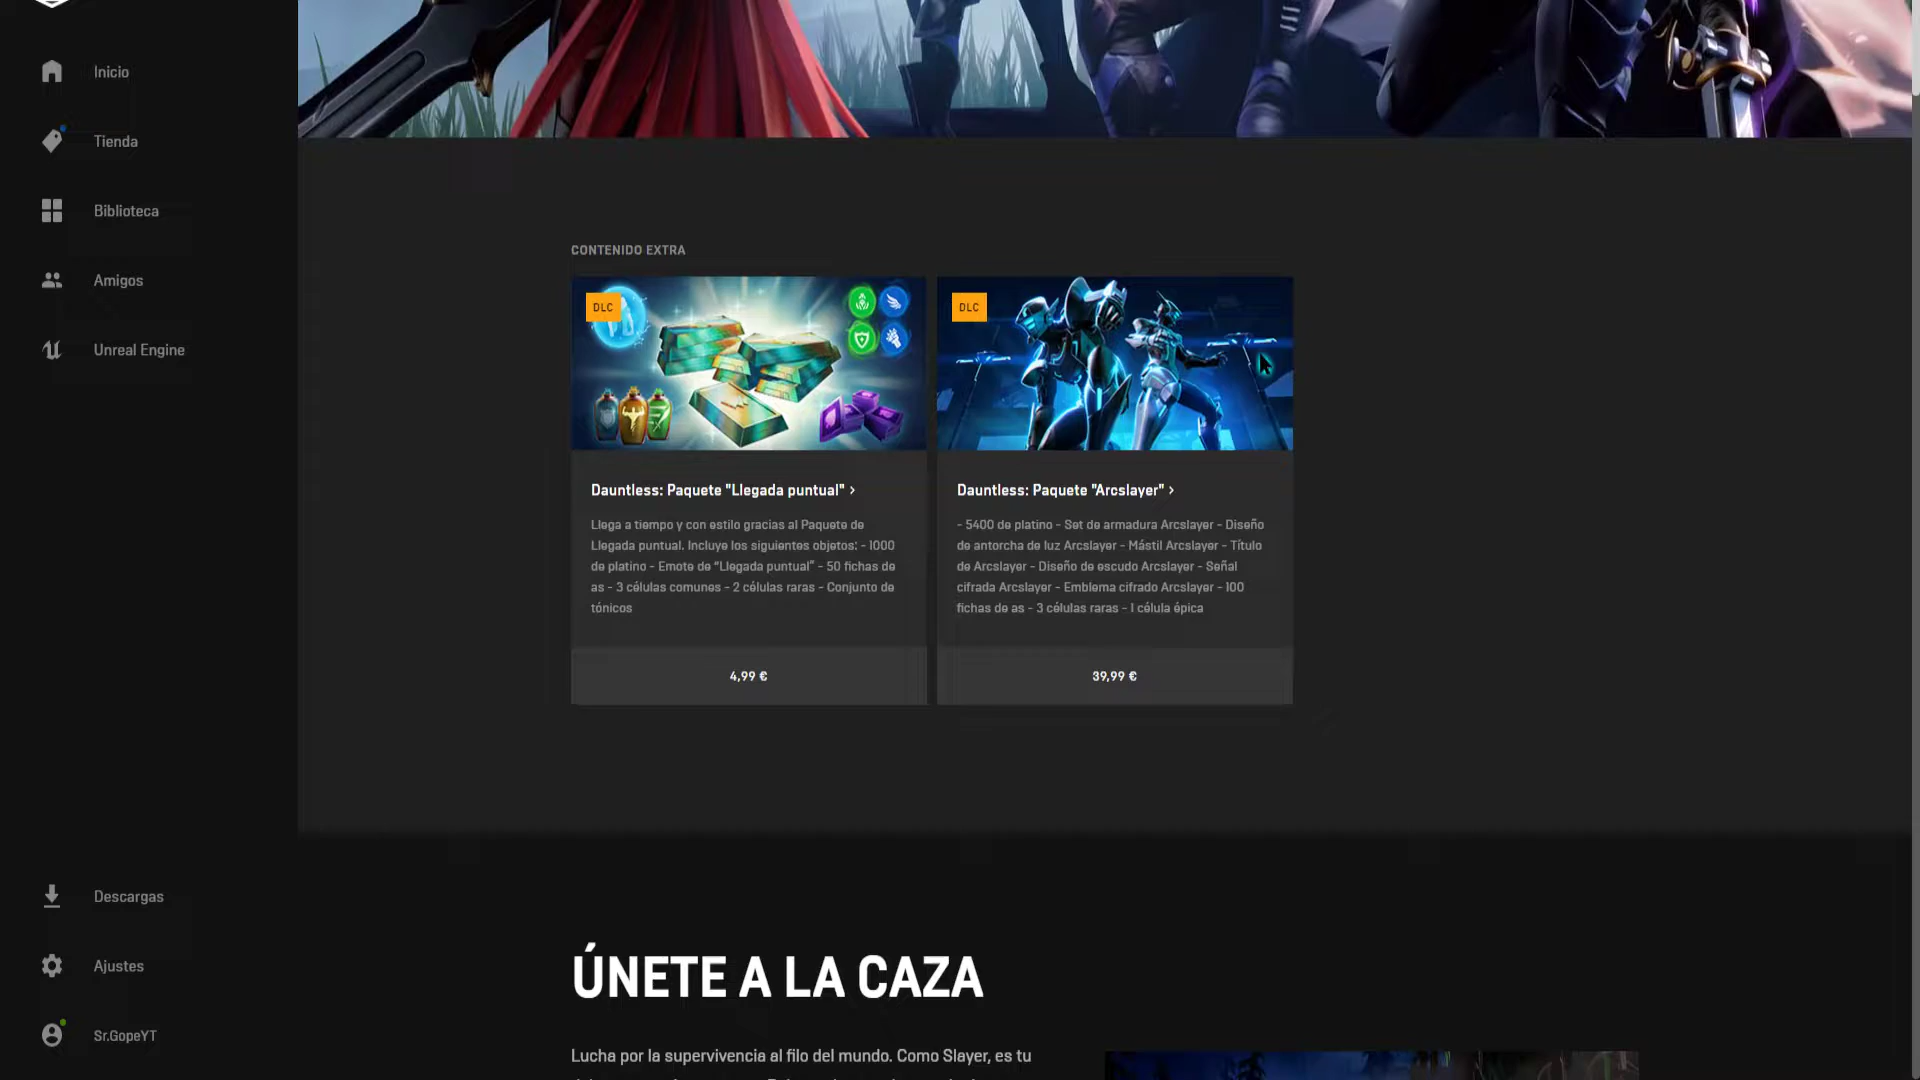 Inicio
Tienda
Biblioteca
Amigos
Unreal Engine
Descargas
Ajustes
Sr.GopeYT
CONTENIDO EXTRA
DLC
Dauntless: Paquete "Llegada puntual" ›
Llega a tiempo y con estilo gracias al Paquete de
Llegada puntual. Incluye los siguientes objetos: - 1000
de platino - Emote de “Llegada puntual” - 50 fichas de
as - 3 células comunes - 2 células raras - Conjunto de
tónicos
4,99 €
DLC
Dauntless: Paquete "Arcslayer" ›
- 5400 de platino - Set de armadura Arcslayer - Diseño
de antorcha de luz Arcslayer - Mástil Arcslayer - Título
de Arcslayer - Diseño de escudo Arcslayer - Señal
cifrada Arcslayer - Emblema cifrado Arcslayer - 100
fichas de as - 3 células raras - 1 célula épica
39,99 €
ÚNETE A LA CAZA
Lucha por la supervivencia al filo del mundo. Como Slayer, es tu